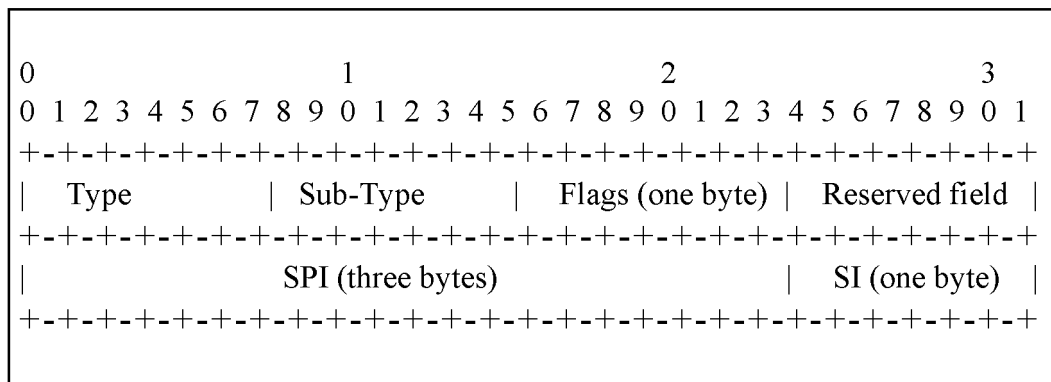 0 1 2 3
0 1 2 3 4 5 6 7 8 9 0 1 2 3 4 5 6 7 8 9 0 1 2 3 4 5 6 7 8 9 0 1
+-+-+-+-+-+-+-+-+-+-+-+-+-+-+-+-+-+-+-+-+-+-+-+-+-+-+-+-+-+-+-+-+
| Type | Sub-Type | Flags (one byte) | Reserved field |
+-+-+-+-+-+-+-+-+-+-+-+-+-+-+-+-+-+-+-+-+-+-+-+-+-+-+-+-+-+-+-+-+
| SPI (three bytes) | SI (one byte) |
+-+-+-+-+-+-+-+-+-+-+-+-+-+-+-+-+-+-+-+-+-+-+-+-+-+-+-+-+-+-+-+-+